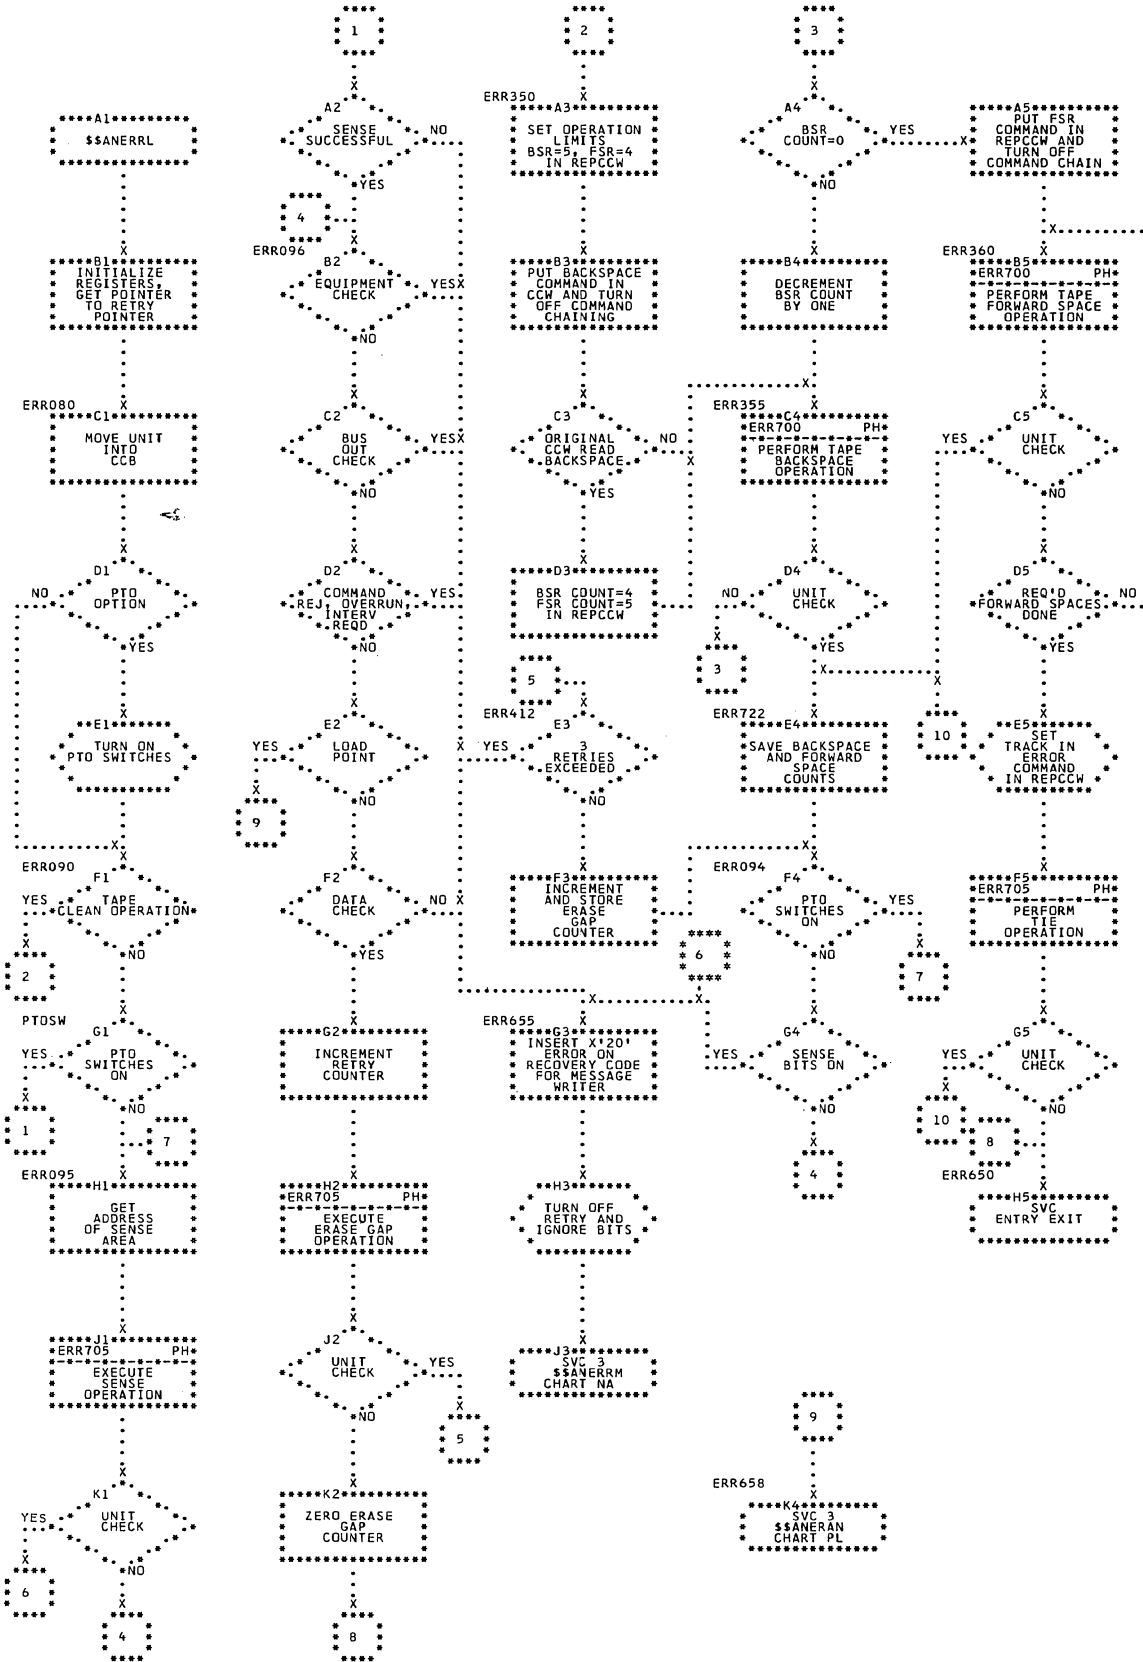 1
2
3
A1
$$ANERRL
A2
SENSE
SUCCESSFUL
NO
YES
ERR350
A3
SET OPERATION
LIMITS
BSR=5, FSR=4
IN REPCCW
A4
BSR
COUNT=0
YES
NO
A5
PUT FSR
COMMAND IN
REPCCW AND
TURN OFF
COMMAND CHAIN
4
B1
INITIALIZE
REGISTERS,
GET POINTER
TO RETRY
POINTER
ERR096
B2
EQUIPMENT
CHECK
YES
NO
B3
PUT BACKSPACE
COMMAND IN
CCW AND TURN
OFF COMMAND
CHAINING
B4
DECREMENT
BSR COUNT
BY ONE
ERR360
B5
ERR700 PH
PERFORM TAPE
FORWARD SPACE
OPERATION
ERR080
C1
MOVE UNIT
INTO
CCB
C2
BUS
OUT
CHECK
YES
NO
C3
ORIGINAL
CCW READ
BACKSPACE
NO
YES
ERR355
C4
ERR700 PH
PERFORM TAPE
BACKSPACE
OPERATION
C5
UNIT
CHECK
YES
NO
D1
PTO
OPTION
NO
YES
D2
COMMAND
REJ, OVERRUN,
INTERV
REQD
YES
NO
D3
BSR COUNT=4
FSR COUNT=5
IN REPCCW
D4
UNIT
CHECK
NO
YES
3
D5
REQ'D
FORWARD SPACES
DONE
NO
YES
E1
TURN ON
PTO SWITCHES
E2
LOAD
POINT
YES
NO
9
5
ERR412
E3
3
RETRIES
EXCEEDED
YES
NO
ERR722
E4
SAVE BACKSPACE
AND FORWARD
SPACE
COUNTS
10
E5
SET
TRACK IN
ERROR
COMMAND
IN REPCCW
ERR090
F1
TAPE
CLEAN OPERATION
YES
NO
2
F2
DATA
CHECK
NO
YES
F3
INCREMENT
AND STORE
ERASE
GAP
COUNTER
6
ERR094
F4
PTO
SWITCHES
ON
YES
NO
7
F5
ERR705 PH
PERFORM
TIE
OPERATION
PTOSW
G1
PTO
SWITCHES
ON
YES
NO
1
7
G2
INCREMENT
RETRY
COUNTER
ERR655
G3
INSERT X'20'
ERROR ON
RECOVERY CODE
FOR MESSAGE
WRITER
G4
SENSE
BITS ON
YES
NO
4
G5
UNIT
CHECK
YES
NO
10
8
ERR095
H1
GET
ADDRESS
OF SENSE
AREA
H2
ERR705 PH
EXECUTE
ERASE GAP
OPERATION
H3
TURN OFF
RETRY AND
IGNORE BITS
ERR650
H5
SVC
ENTRY EXIT
J1
ERR705 PH
EXECUTE
SENSE
OPERATION
J2
UNIT
CHECK
YES
NO
5
J3
SVC 3
$$ANERRM
CHART NA
9
K1
UNIT
CHECK
YES
NO
6
4
K2
ZERO ERASE
GAP
COUNTER
8
ERR658
K4
SVC 3
$$ANERAN
CHART PL